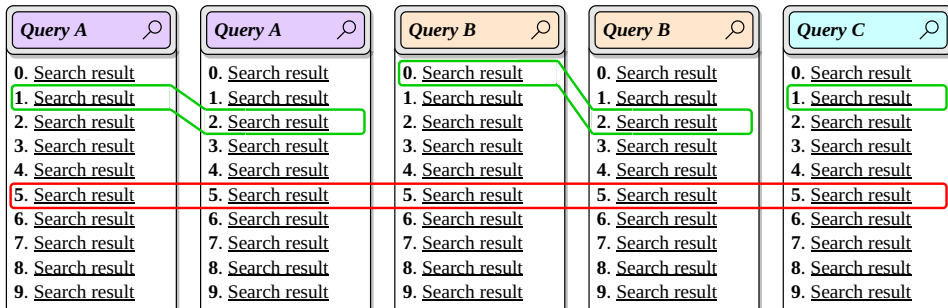 Query A
0. Search result
1. Search result
2. Search result
3. Search result
4. Search result
5. Search result
6. Search result
7. Search result
8. Search result
9. Search result
Query A
0. Search result
1. Search result
2. Search result
3. Search result
4. Search result
5. Search result
6. Search result
7. Search result
8. Search result
9. Search result
Query B
0. Search result
1. Search result
2. Search result
3. Search result
4. Search result
5. Search result
6. Search result
7. Search result
8. Search result
9. Search result
Query B
0. Search result
1. Search result
2. Search result
3. Search result
4. Search result
5. Search result
6. Search result
7. Search result
8. Search result
9. Search result
Query C
0. Search result
1. Search result
2. Search result
3. Search result
4. Search result
5. Search result
6. Search result
7. Search result
8. Search result
9. Search result